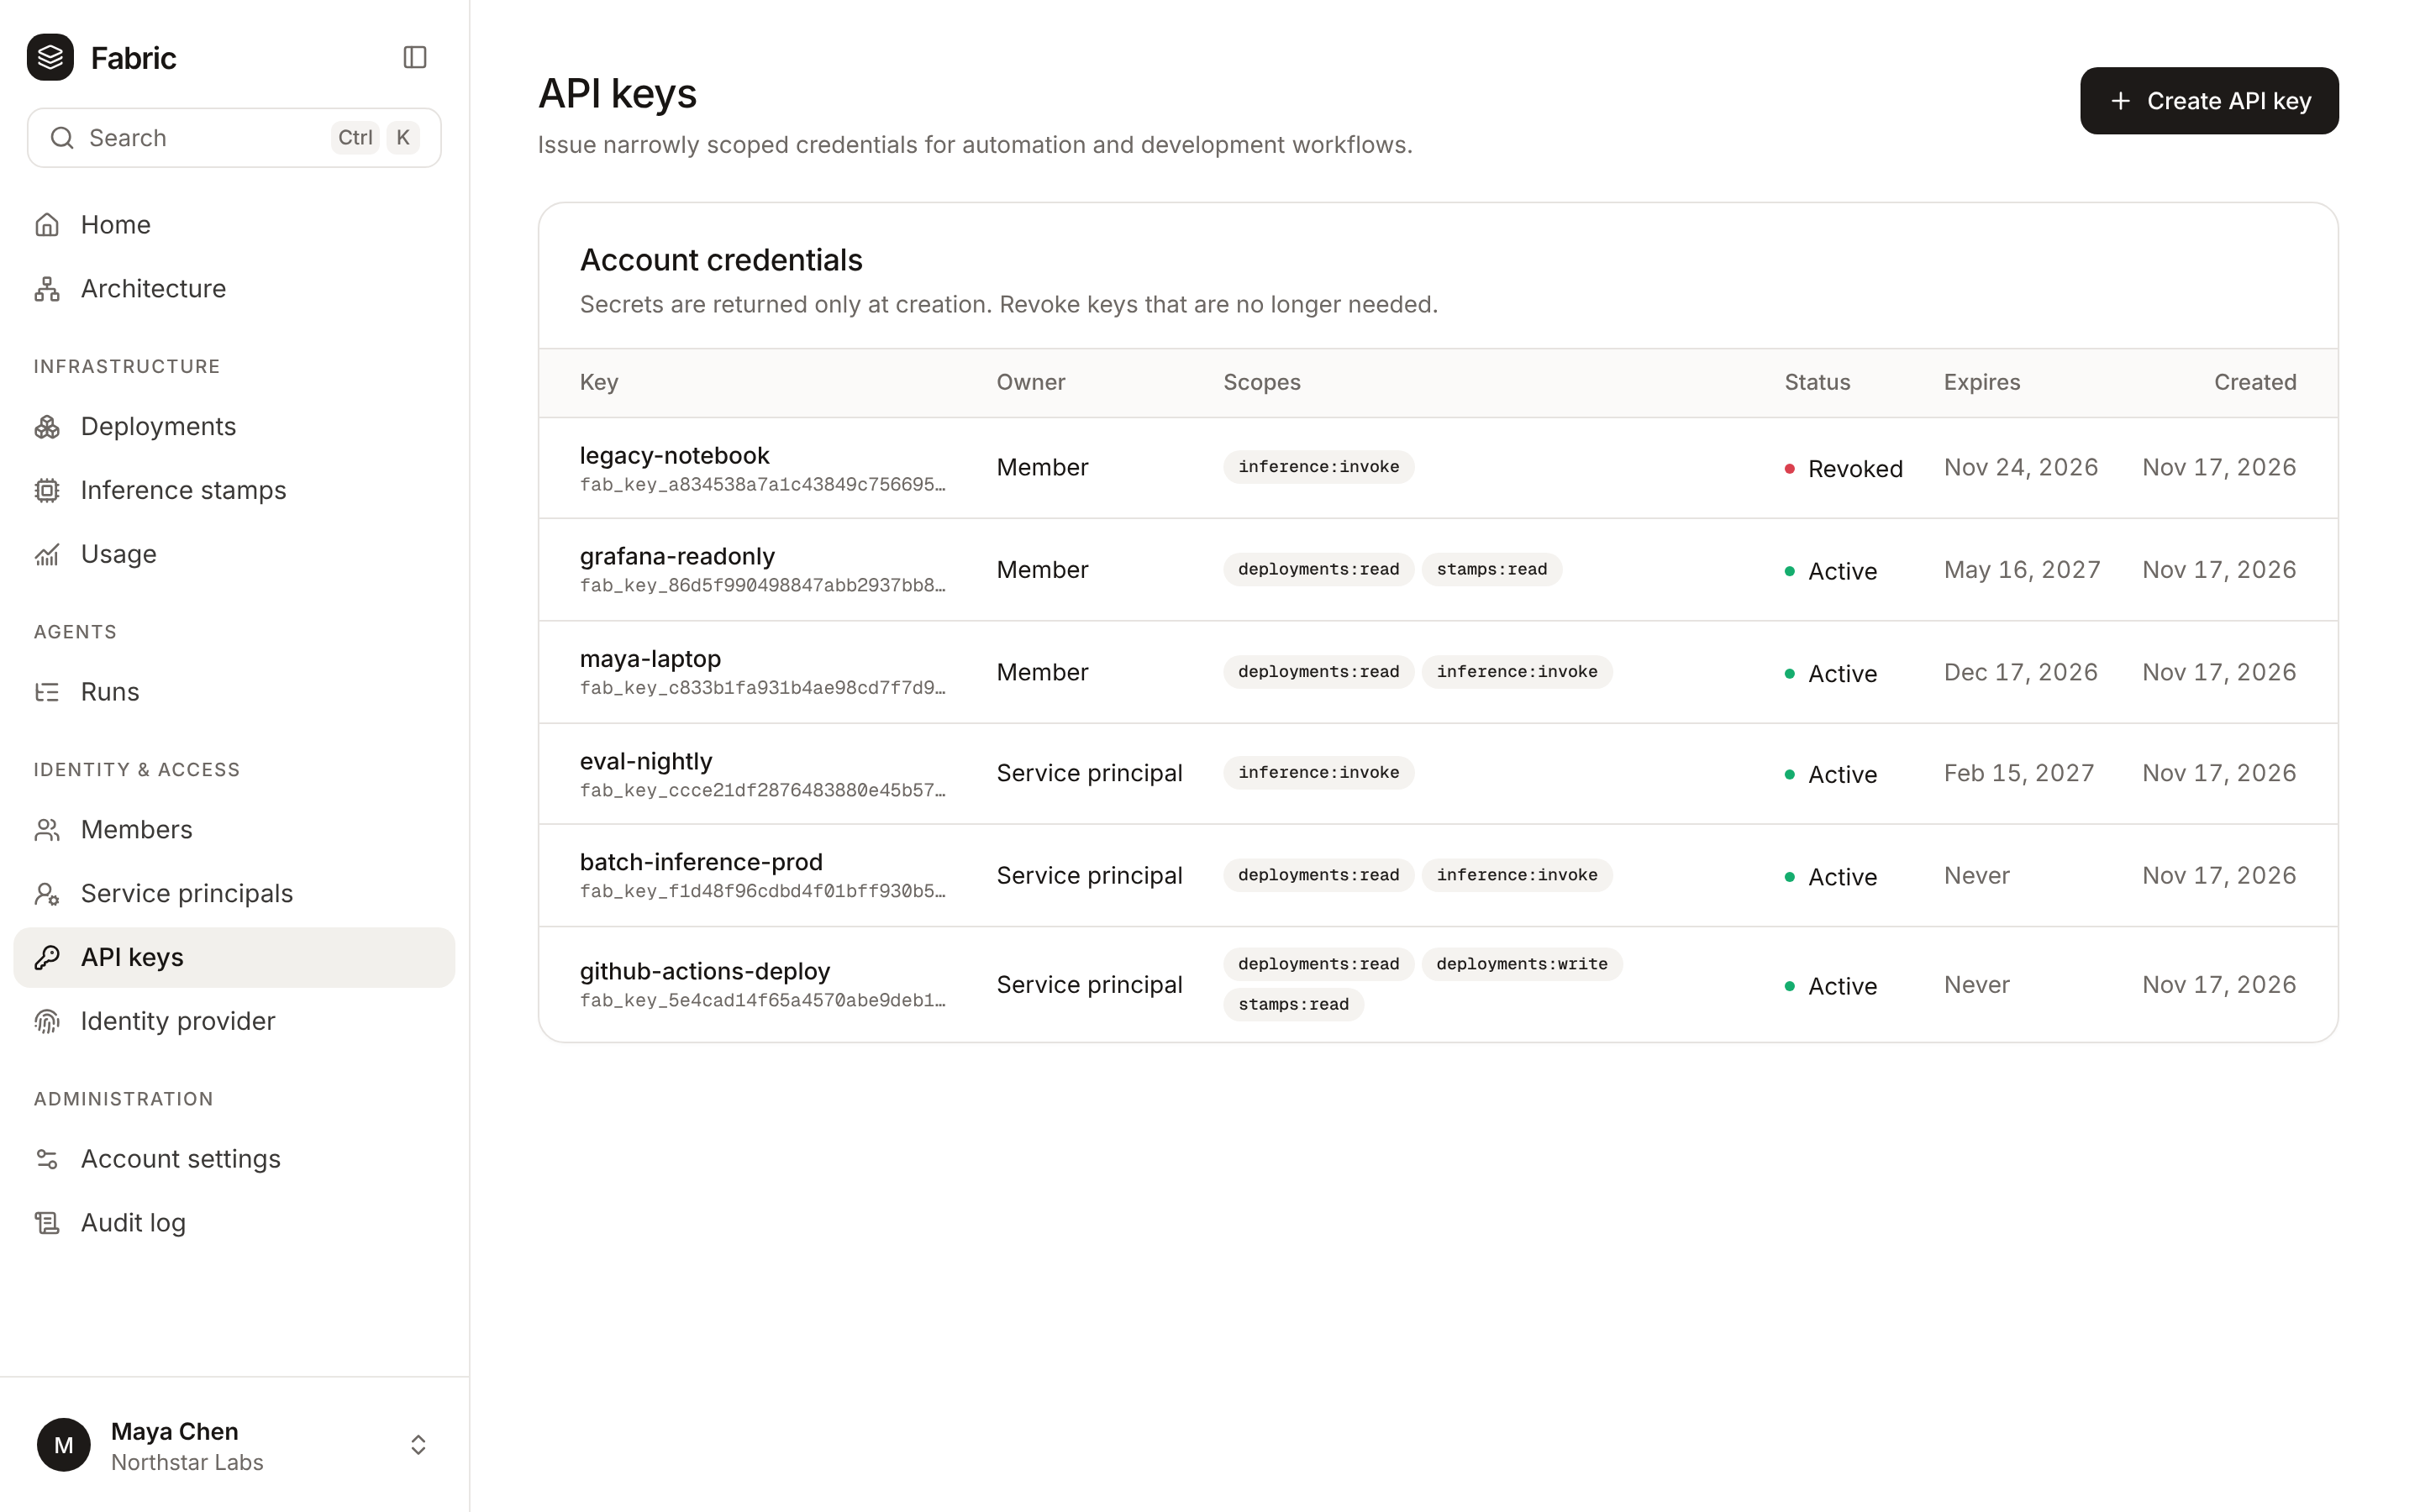 Fabric
Search Ctrl K
Home
Architecture
INFRASTRUCTURE
Deployments
Inference stamps
Usage
AGENTS
Runs
IDENTITY & ACCESS
Members
Service principals
API keys
Identity provider
ADMINISTRATION
Account settings
Audit log
M
Maya Chen
Northstar Labs
API keys
Issue narrowly scoped credentials for automation and development workflows.
+ Create API key
Account credentials
Secrets are returned only at creation. Revoke keys that are no longer needed.
Key Owner Scopes Status Expires Created
legacy-notebook
fab_key_a834538a7a1c43849c756695…
Member inference:invoke Revoked Nov 24, 2026 Nov 17, 2026
grafana-readonly
fab_key_86d5f990498847abb2937bb8…
Member deployments:read stamps:read Active May 16, 2027 Nov 17, 2026
maya-laptop
fab_key_c833b1fa931b4ae98cd7f7d9…
Member deployments:read inference:invoke Active Dec 17, 2026 Nov 17, 2026
eval-nightly
fab_key_ccce21df2876483880e45b57…
Service principal inference:invoke Active Feb 15, 2027 Nov 17, 2026
batch-inference-prod
fab_key_f1d48f96cdbd4f01bff930b5…
Service principal deployments:read inference:invoke Active Never Nov 17, 2026
github-actions-deploy
fab_key_5e4cad14f65a4570abe9deb1…
Service principal deployments:read deployments:write
stamps:read
Active Never Nov 17, 2026